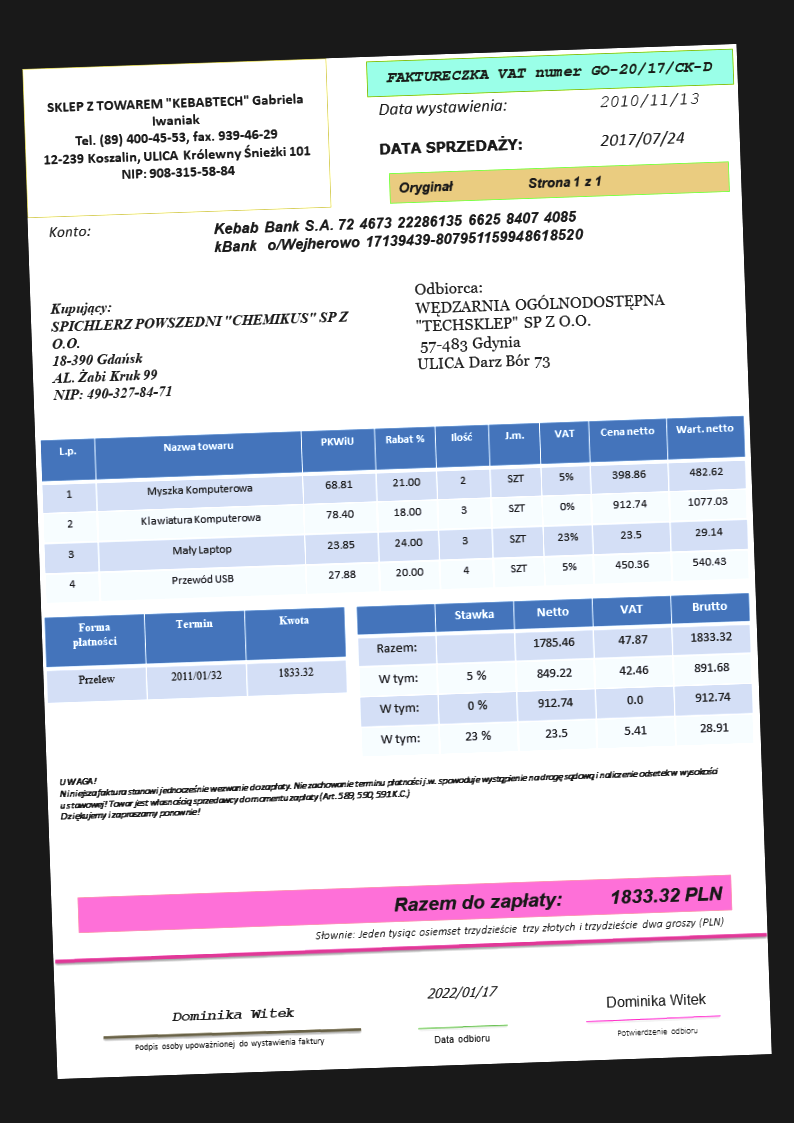 SKLEP Z TOWAREM "KEBABTECH" Gabriela
Iwaniak
Tel. (89) 400-45-53, fax. 939-46-29
12-239 Koszalin, ULICA Królewny Śnieżki 101
NIP: 908-315-58-84
FAKTURECZKA VAT numer GO-20/17/CK-D
Data wystawienia: 2010/11/13
DATA SPRZEDAŻY: 2017/07/24
Oryginał Strona 1 z 1
Konto:
Kebab Bank S.A. 72 4673 22286135 6625 8407 4085
kBank o/Wejherowo 17139439-807951159948618520
Kupujący:
SPICHLERZ POWSZEDNI "CHEMIKUS" SP Z
O.O.
18-390 Gdańsk
AL. Żabi Kruk 99
NIP: 490-327-84-71
Odbiorca:
WĘDZARNIA OGÓLNODOSTĘPNA
"TECHSKLEP" SP Z O.O.
57-483 Gdynia
ULICA Darz Bór 73
L.p. Nazwa towaru PKWiU Rabat % Ilość J.m. VAT Cena netto Wart. netto
1 Myszka Komputerowa 68.81 21.00 2 SZT 5% 398.86 482.62
2 Klawiatura Komputerowa 78.40 18.00 3 SZT 0% 912.74 1077.03
3 Mały Laptop 23.85 24.00 3 SZT 23% 23.5 29.14
4 Przewód USB 27.88 20.00 4 SZT 5% 450.36 540.43
Forma
płatności Termin Kwota
Przelew 2011/01/32 1833.32
Stawka Netto VAT Brutto
Razem: 1785.46 47.87 1833.32
W tym: 5 % 849.22 42.46 891.68
W tym: 0 % 912.74 0.0 912.74
W tym: 23 % 23.5 5.41 28.91
UWAGA!
Niniejsza faktura stanowi jednocześnie wezwanie do zapłaty. Nie zachowanie terminu płatności j.w. spowoduje wystąpienie na drogę sądową i naliczenie odsetek w wysokości
ustawowej! Towar jest własnością sprzedawcy do momentu zapłaty (Art. 589, 590, 591 K.C.)
Dziękujemy i zapraszamy ponownie!
Razem do zapłaty: 1833.32 PLN
Słownie: Jeden tysiąc osiemset trzydzieście trzy złotych i trzydzieście dwa groszy (PLN)
Dominika Witek
Podpis osoby upoważnionej do wystawienia faktury
2022/01/17
Data odbioru
Dominika Witek
Potwierdzenie odbioru